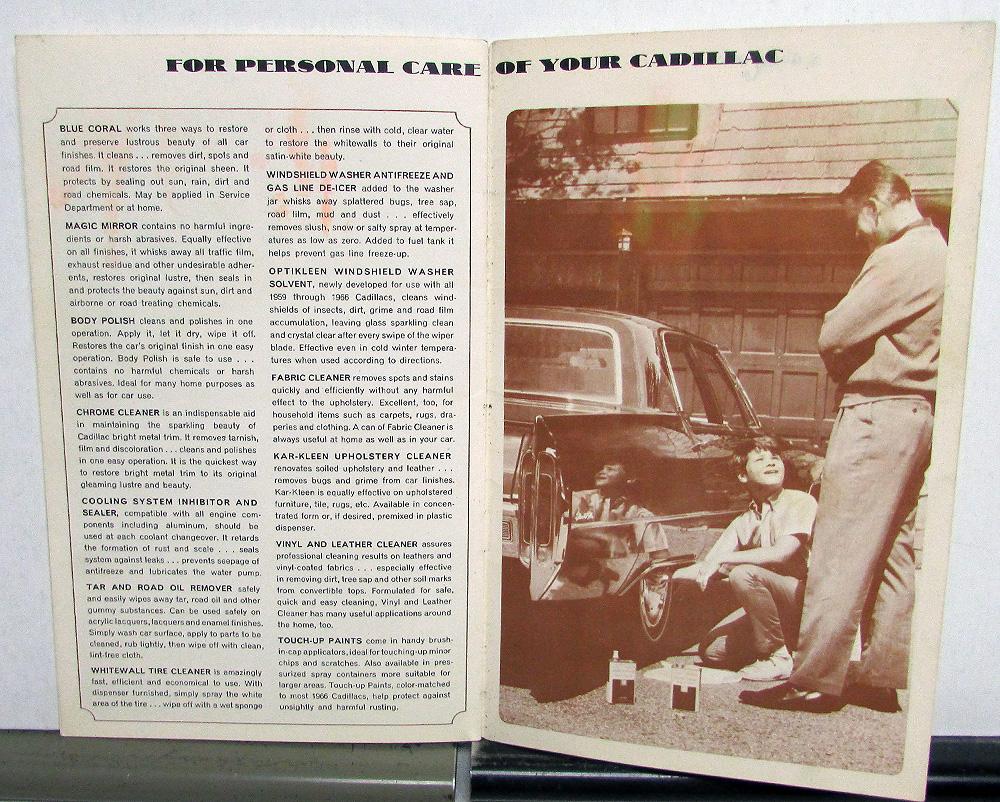 FOR PERSONAL CARE OF YOUR CADILLAC
BLUE CORAL works three ways to restore
and preserve lustrous beauty of all car
finishes. It cleans . . . removes dirt, spots and
road film. It restores the original sheen. It
protects by sealing out sun, rain, dirt and
road chemicals. May be applied in Service
Department or at home.
MAGIC MIRROR contains no harmful ingre-
dients or harsh abrasives. Equally effective
on all finishes, it whisks away all traffic film,
exhaust residue and other undesirable adher-
ents, restores original lustre, then seals in
and protects the beauty against sun, dirt and
airborne or road treating chemicals.
BODY POLISH cleans and polishes in one
operation. Apply it, let it dry, wipe it off.
Restores the car's original finish in one easy
operation. Body Polish is safe to use . . .
contains no harmful chemicals or harsh
abrasives. Ideal for many home purposes as
well as for car use.
CHROME CLEANER is an indispensable aid
in maintaining the sparkling beauty of
Cadillac bright metal trim. It removes tarnish,
film and discoloration . . . cleans and polishes
in one easy operation. It is the quickest way
to restore bright metal trim to its original
gleaming lustre and beauty.
COOLING SYSTEM INHIBITOR AND
SEALER, compatible with all engine com-
ponents including aluminum, should be
used at each coolant changeover. It retards
the formation of rust and scale . . . seals
system against leaks . . . prevents seepage of
antifreeze and lubricates the water pump.
TAR AND ROAD OIL REMOVER safely
and easily wipes away tar, road oil and other
gummy substances. Can be used safely on
acrylic lacquers, lacquers and enamel finishes.
Simply wash car surface, apply to parts to be
cleaned, rub lightly, then wipe off with clean,
lint-free cloth.
WHITEWALL TIRE CLEANER is amazingly
fast, efficient and economical to use. With
dispenser furnished, simply spray the white
area of the tire . . . wipe off with a wet sponge
or cloth . . . then rinse with cold, clear water
to restore the whitewalls to their original
satin-white beauty.
WINDSHIELD WASHER ANTIFREEZE AND
GAS LINE DE-ICER added to the washer
jar whisks away splattered bugs, tree sap,
road film, mud and dust . . . effectively
removes slush, snow or salty spray at temper-
atures as low as zero. Added to fuel tank it
helps prevent gas line freeze-up.
OPTIKLEEN WINDSHIELD WASHER
SOLVENT, newly developed for use with all
1959 through 1966 Cadillacs, cleans wind-
shields of insects, dirt, grime and road film
accumulation, leaving glass sparkling clean
and crystal clear after every swipe of the wiper
blade. Effective even in cold winter tempera-
tures when used according to directions.
FABRIC CLEANER removes spots and stains
quickly and efficiently without any harmful
effect to the upholstery. Excellent, too, for
household items such as carpets, rugs, dra-
peries and clothing. A can of Fabric Cleaner is
always useful at home as well as in your car.
KAR-KLEEN UPHOLSTERY CLEANER
renovates soiled upholstery and leather . . .
removes bugs and grime from car finishes.
Kar-Kleen is equally effective on upholstered
furniture, tile, rugs, etc. Available in concen-
trated form or, if desired, premixed in plastic
dispenser.
VINYL AND LEATHER CLEANER assures
professional cleaning results on leathers and
vinyl-coated fabrics . . . especially effective
in removing dirt, tree sap and other soil marks
from convertible tops. Formulated for safe,
quick and easy cleaning, Vinyl and Leather
Cleaner has many useful applications around
the home, too.
TOUCH-UP PAINTS come in handy brush-
in-cap applicators, ideal for touching-up minor
chips and scratches. Also available in pres-
surized spray containers more suitable for
larger areas. Touch-up Paints, color-matched
to most 1966 Cadillacs, help protect against
unsightly and harmful rusting.